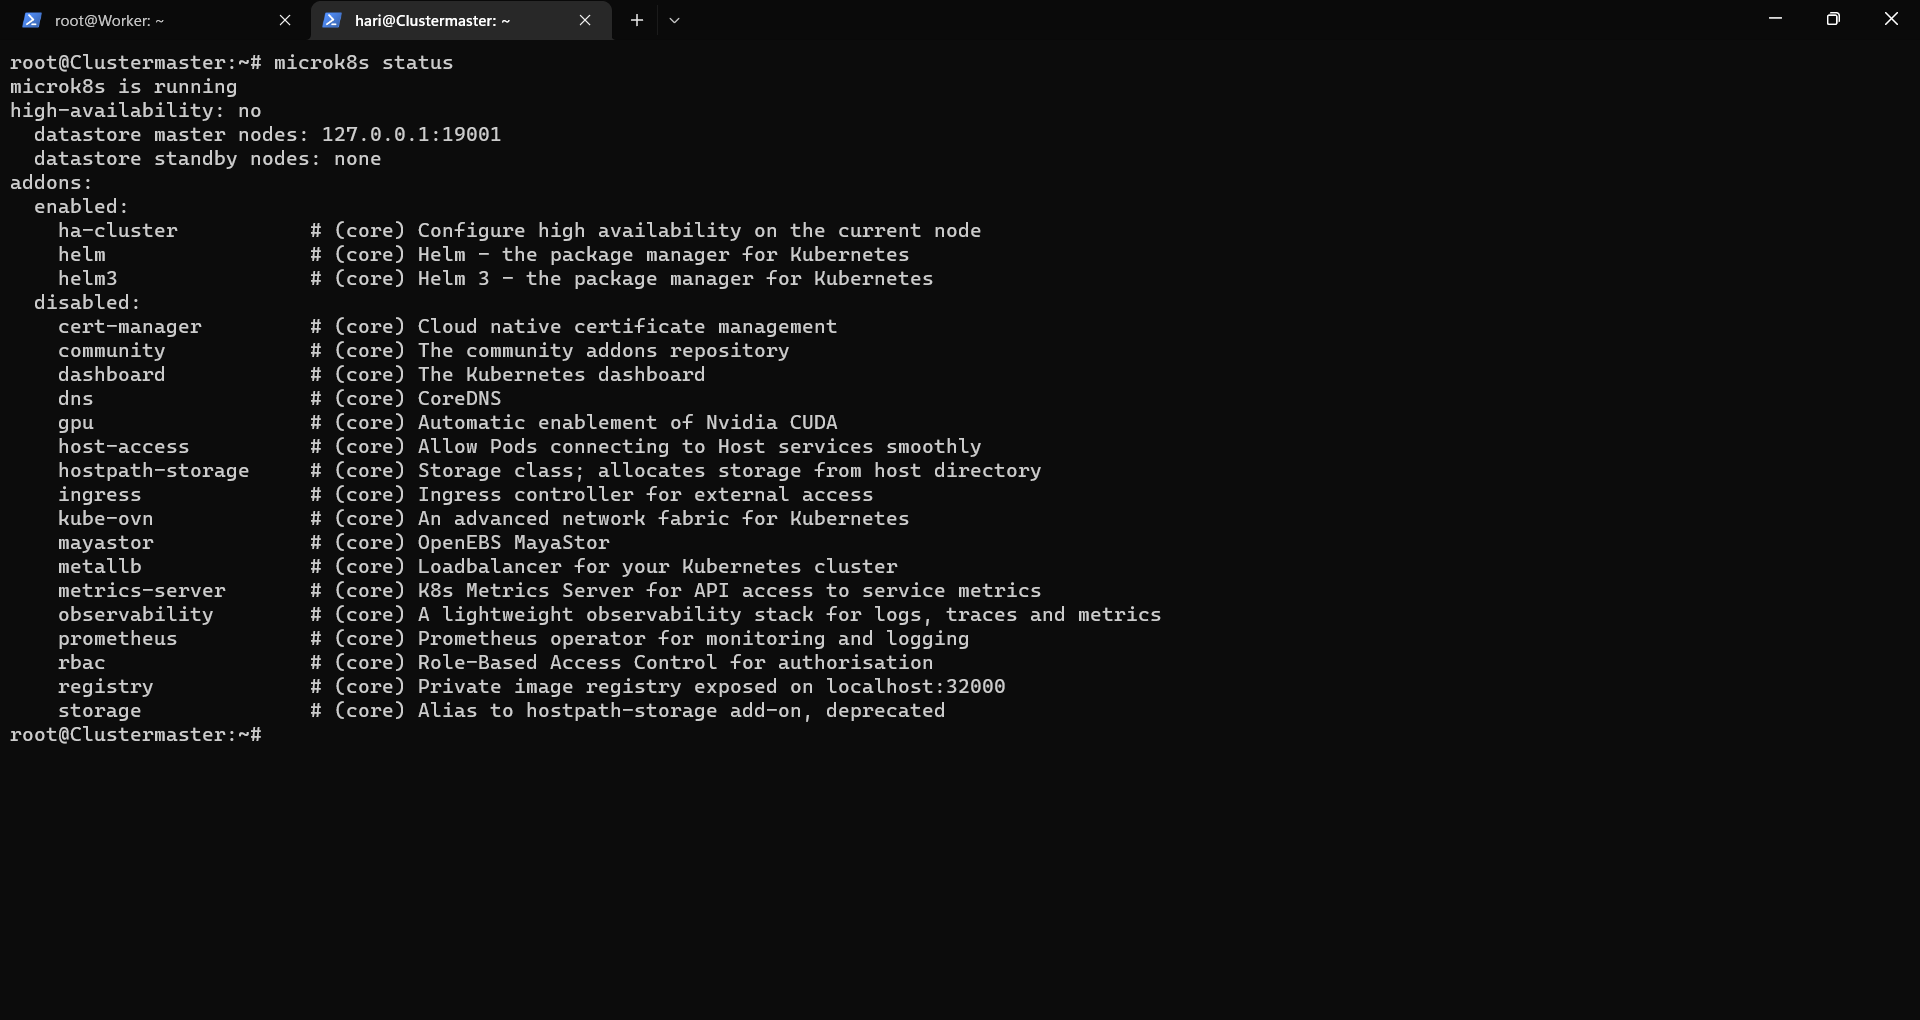 root@Worker: ~
hari@Clustermaster: ~
root@Clustermaster:~# microk8s status
microk8s is running
high-availability: no
  datastore master nodes: 127.0.0.1:19001
  datastore standby nodes: none
addons:
  enabled:
    ha-cluster           # (core) Configure high availability on the current node
    helm                 # (core) Helm - the package manager for Kubernetes
    helm3                # (core) Helm 3 - the package manager for Kubernetes
  disabled:
    cert-manager         # (core) Cloud native certificate management
    community            # (core) The community addons repository
    dashboard            # (core) The Kubernetes dashboard
    dns                  # (core) CoreDNS
    gpu                  # (core) Automatic enablement of Nvidia CUDA
    host-access          # (core) Allow Pods connecting to Host services smoothly
    hostpath-storage     # (core) Storage class; allocates storage from host directory
    ingress              # (core) Ingress controller for external access
    kube-ovn             # (core) An advanced network fabric for Kubernetes
    mayastor             # (core) OpenEBS MayaStor
    metallb              # (core) Loadbalancer for your Kubernetes cluster
    metrics-server       # (core) K8s Metrics Server for API access to service metrics
    observability        # (core) A lightweight observability stack for logs, traces and metrics
    prometheus           # (core) Prometheus operator for monitoring and logging
    rbac                 # (core) Role-Based Access Control for authorisation
    registry             # (core) Private image registry exposed on localhost:32000
    storage              # (core) Alias to hostpath-storage add-on, deprecated
root@Clustermaster:~#